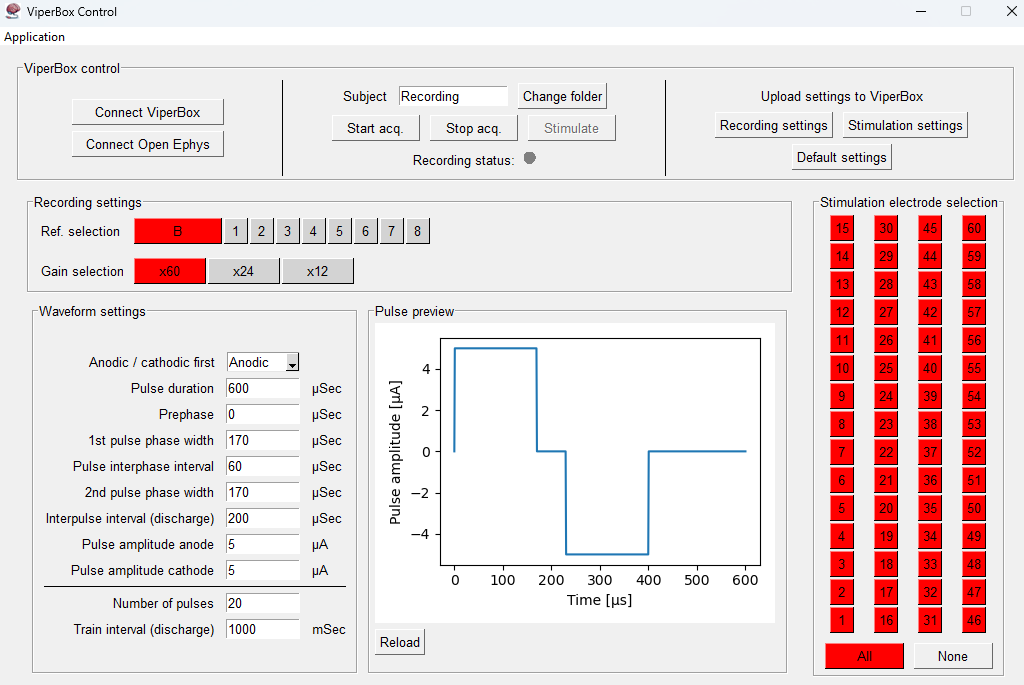 ViperBox Control
Application
ViperBox control
Connect ViperBox
Connect Open Ephys
Subject Recording Change folder
Start acq. Stop acq. Stimulate
Recording status:
Upload settings to ViperBox
Recording settings Stimulation settings
Default settings
Recording settings
Ref. selection B 1 2 3 4 5 6 7 8
Gain selection x60 x24 x12
Waveform settings
Anodic / cathodic first Anodic
Pulse duration 600 µSec
Prephase 0 µSec
1st pulse phase width 170 µSec
Pulse interphase interval 60 µSec
2nd pulse phase width 170 µSec
Interpulse interval (discharge) 200 µSec
Pulse amplitude anode 5 µA
Pulse amplitude cathode 5 µA
Number of pulses 20
Train interval (discharge) 1000 mSec
Pulse preview
Pulse amplitude [µA]
4
2
0
−2
−4
0 100 200 300 400 500 600
Time [µs]
Reload
Stimulation electrode selection
15 30 45 60
14 29 44 59
13 28 43 58
12 27 42 57
11 26 41 56
10 25 40 55
9 24 39 54
8 23 38 53
7 22 37 52
6 21 36 51
5 20 35 50
4 19 34 49
3 18 33 48
2 17 32 47
1 16 31 46
All None